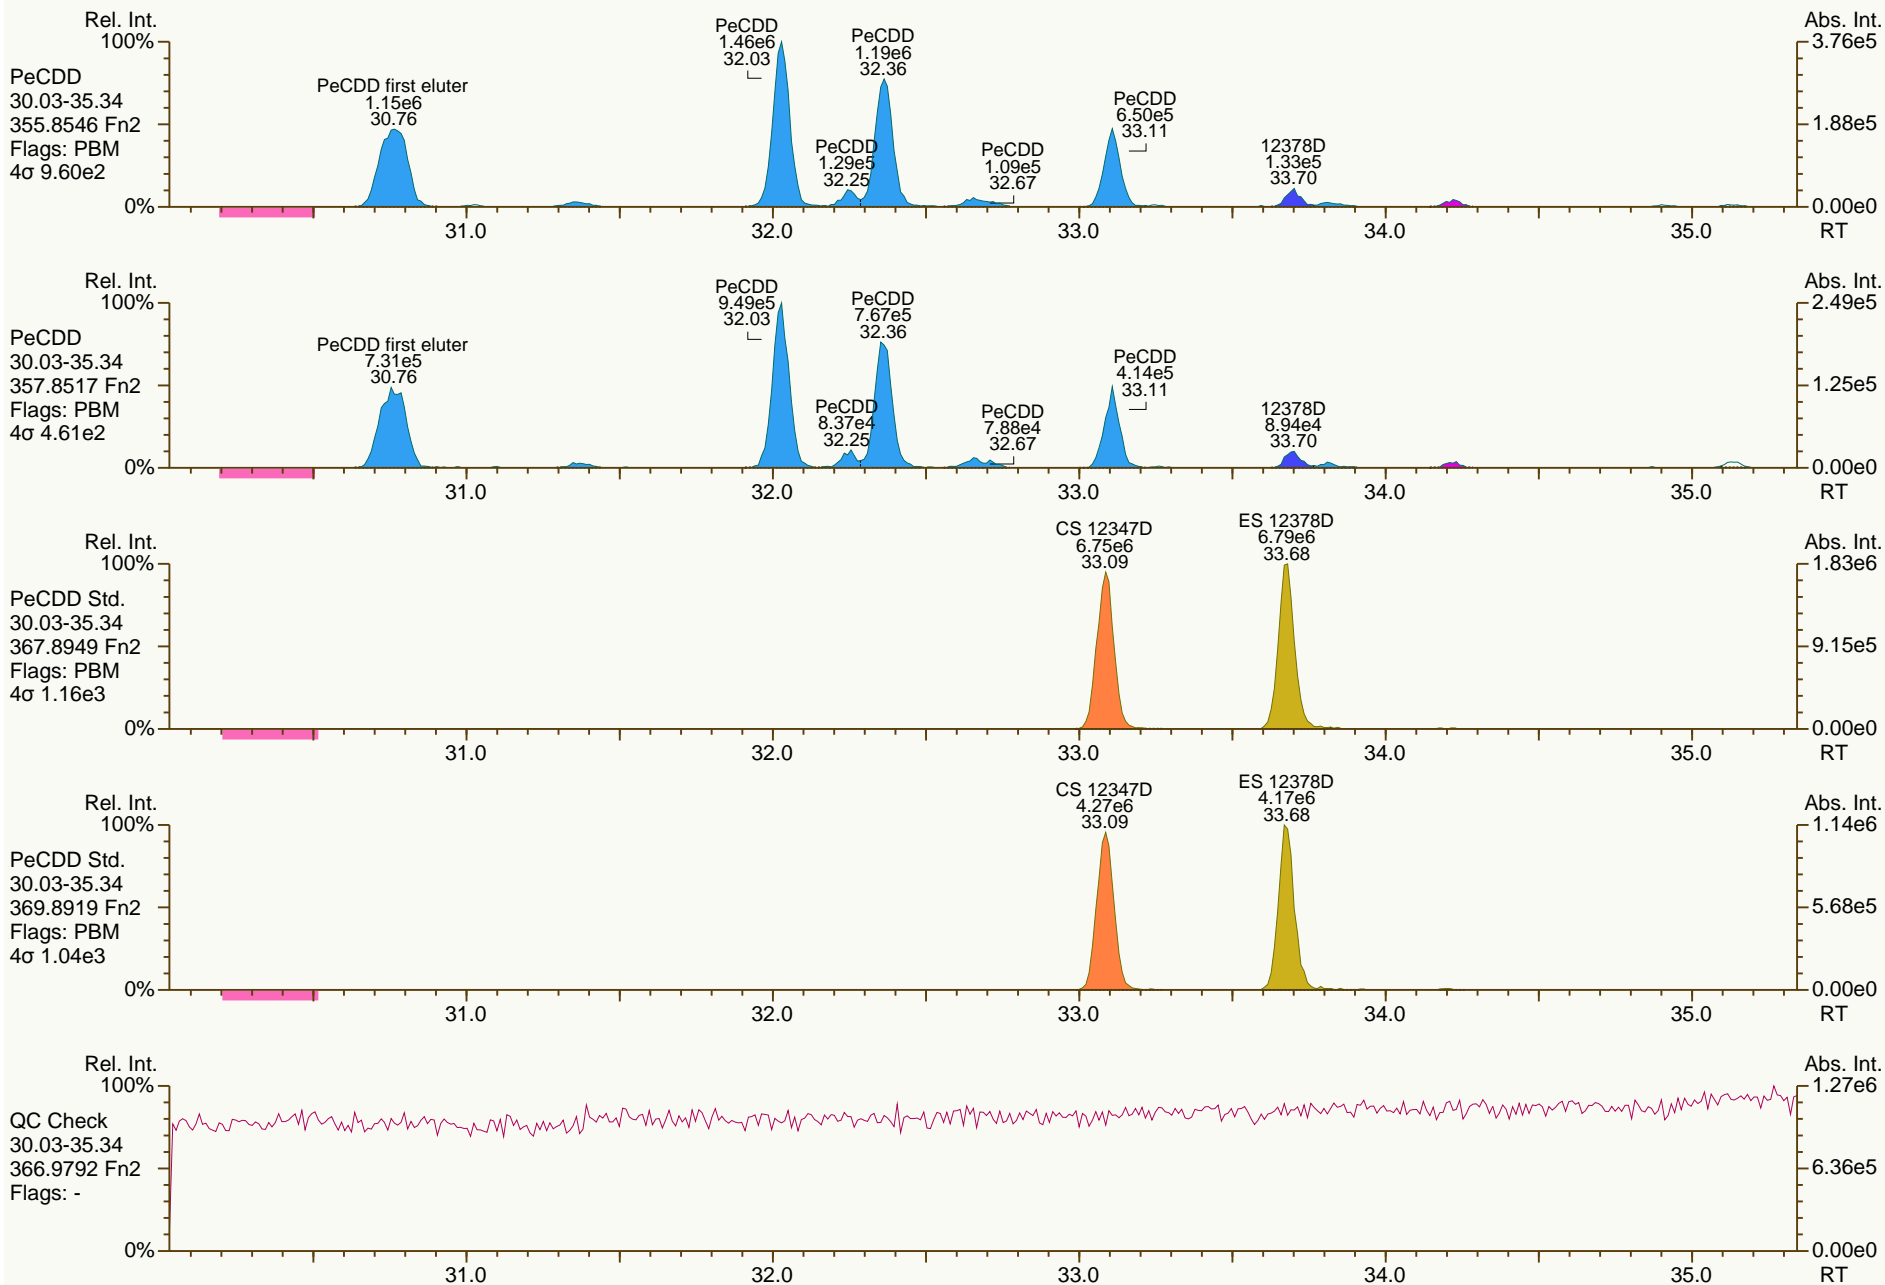 Rel. Int.
Abs. Int.
100%
3.76e5
PeCDD
30.03-35.34
355.8546 Fn2
Flags: PBM
4σ 9.60e2
PeCDD first eluter
1.15e6
30.76
PeCDD
1.46e6
32.03
PeCDD
1.29e5
32.25
PeCDD
1.19e6
32.36
PeCDD
1.09e5
32.67
PeCDD
6.50e5
33.11
12378D
1.33e5
33.70
1.88e5
0%
0.00e0
31.0 32.0 33.0 34.0 35.0 RT
Rel. Int.
Abs. Int.
100%
2.49e5
PeCDD
30.03-35.34
357.8517 Fn2
Flags: PBM
4σ 4.61e2
PeCDD first eluter
7.31e5
30.76
PeCDD
9.49e5
32.03
PeCDD
8.37e4
32.25
PeCDD
7.67e5
32.36
PeCDD
7.88e4
32.67
PeCDD
4.14e5
33.11
12378D
8.94e4
33.70
1.25e5
0%
0.00e0
31.0 32.0 33.0 34.0 35.0 RT
Rel. Int.
Abs. Int.
100%
1.83e6
PeCDD Std.
30.03-35.34
367.8949 Fn2
Flags: PBM
4σ 1.16e3
CS 12347D
6.75e6
33.09
ES 12378D
6.79e6
33.68
9.15e5
0%
0.00e0
31.0 32.0 33.0 34.0 35.0 RT
Rel. Int.
Abs. Int.
100%
1.14e6
PeCDD Std.
30.03-35.34
369.8919 Fn2
Flags: PBM
4σ 1.04e3
CS 12347D
4.27e6
33.09
ES 12378D
4.17e6
33.68
5.68e5
0%
0.00e0
31.0 32.0 33.0 34.0 35.0 RT
Rel. Int.
Abs. Int.
100%
1.27e6
QC Check
30.03-35.34
366.9792 Fn2
Flags: -
6.36e5
0%
0.00e0
31.0 32.0 33.0 34.0 35.0 RT